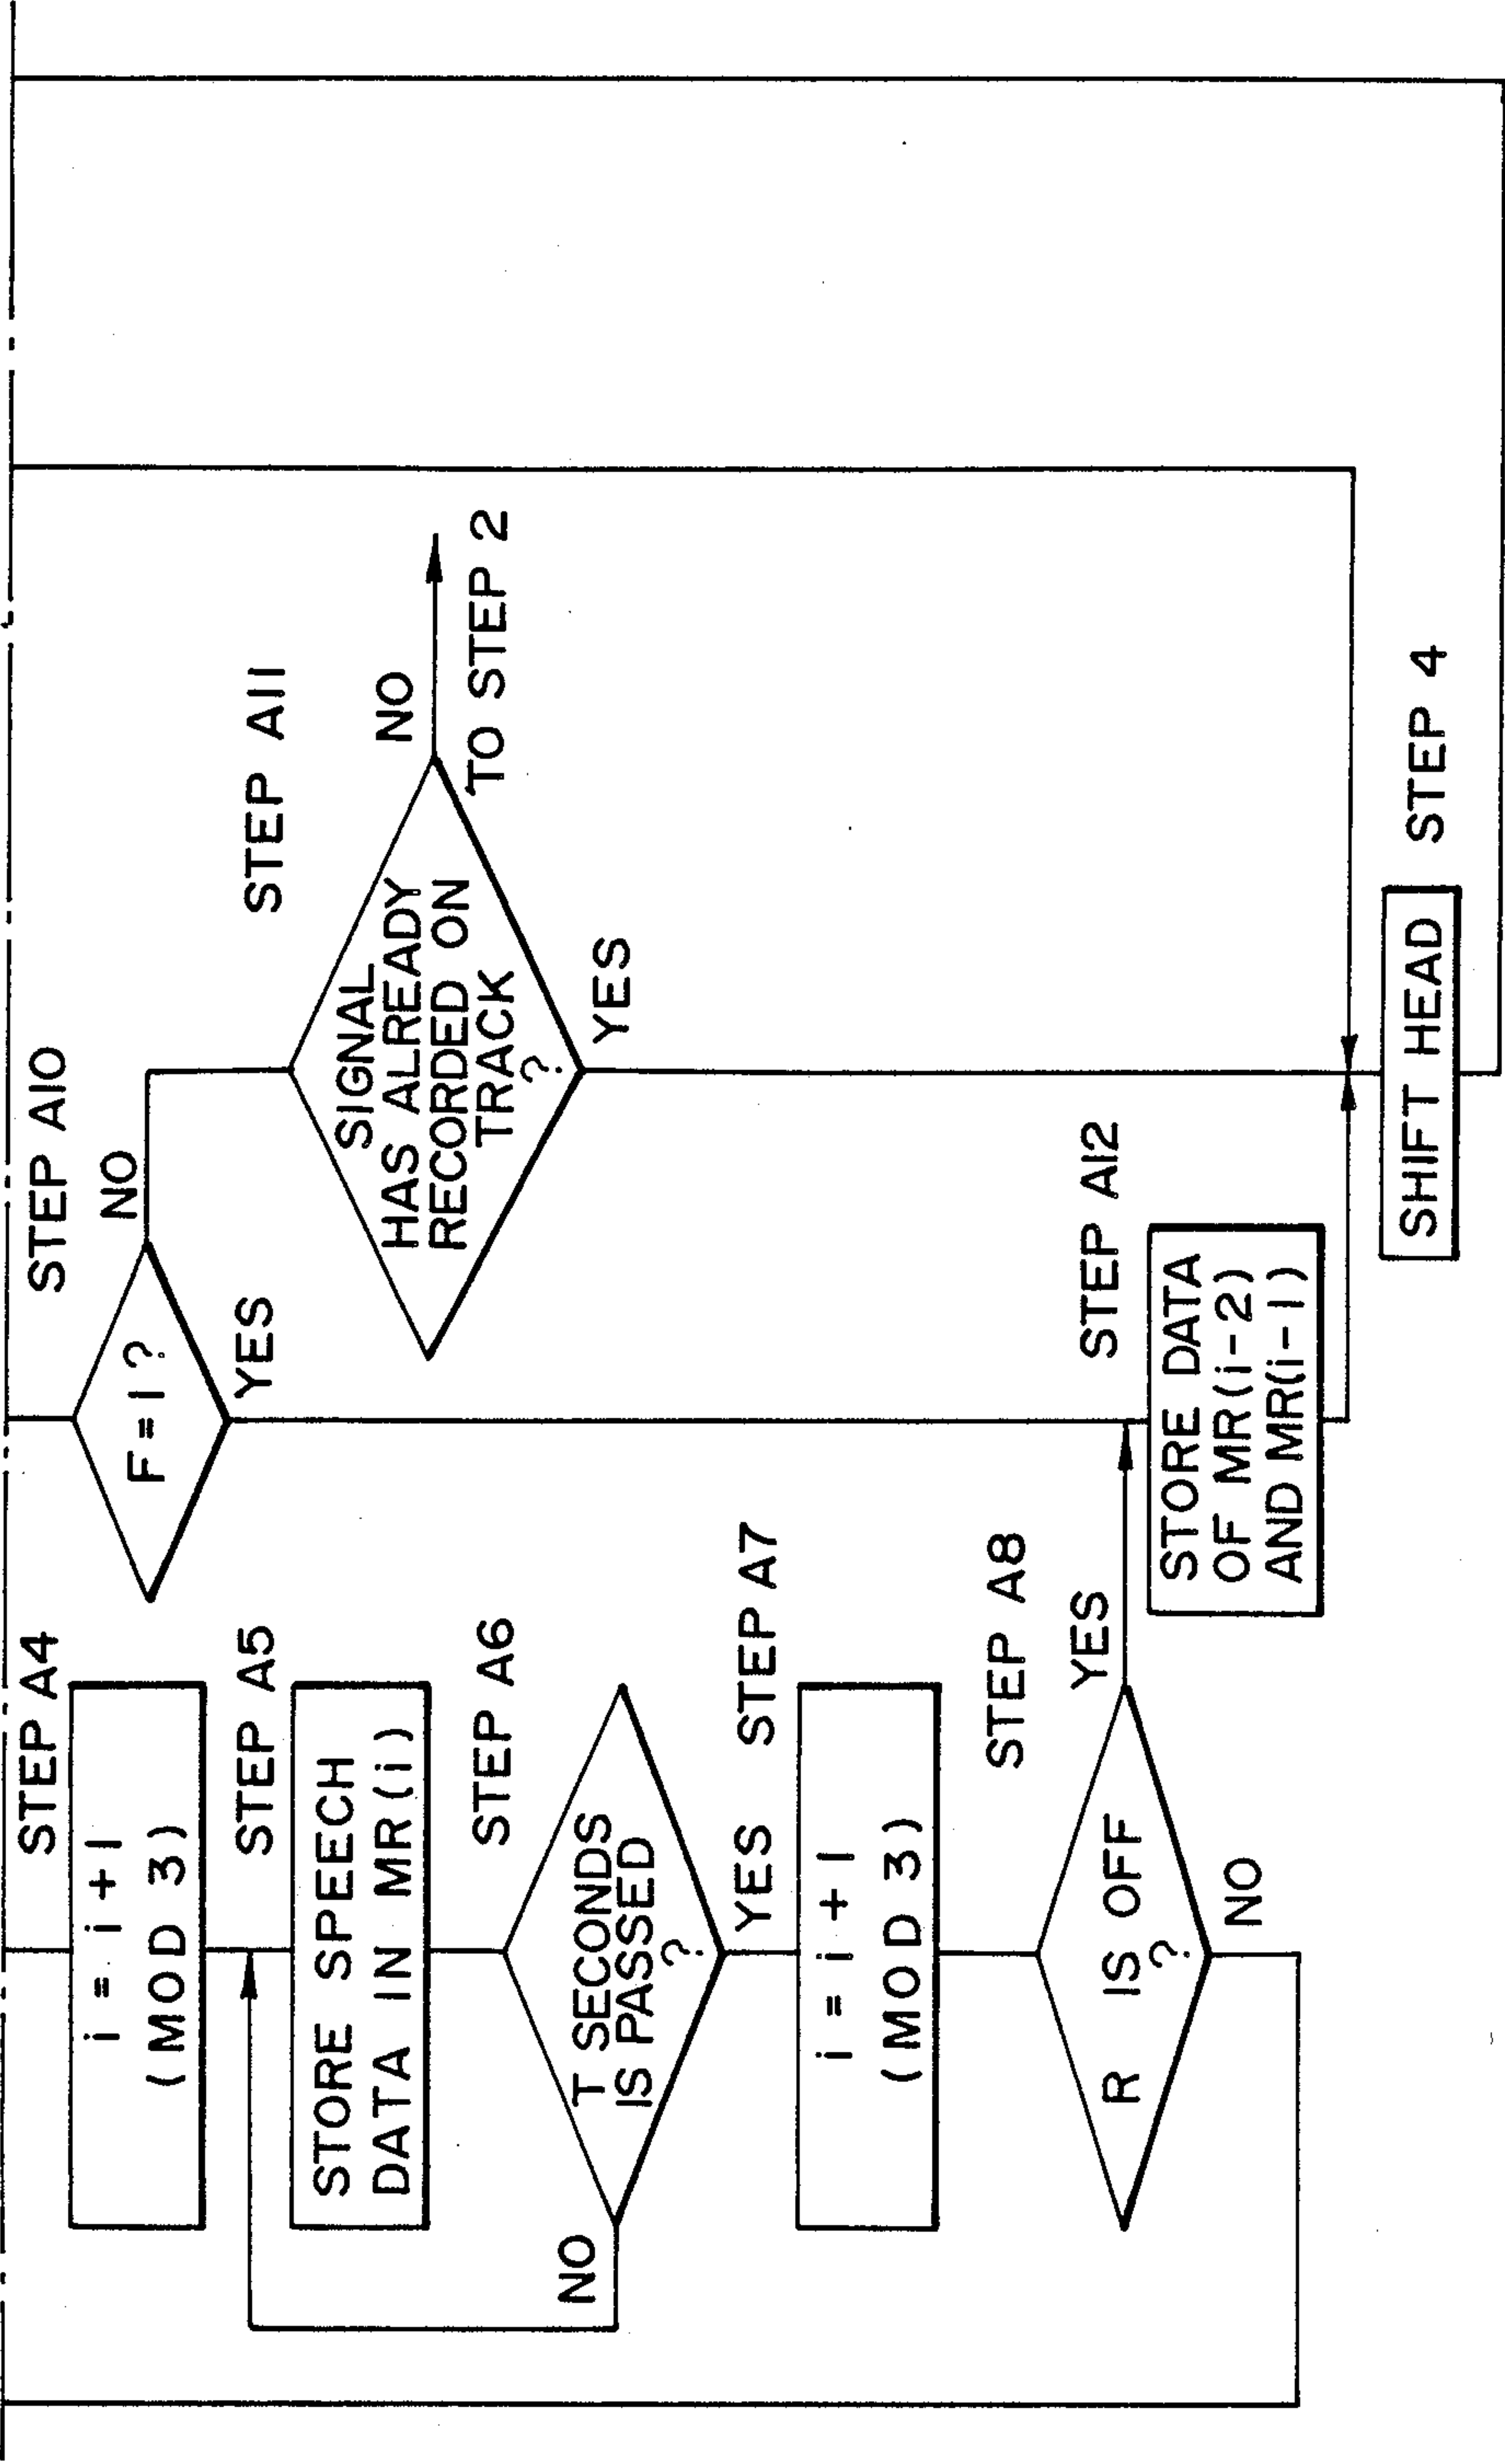 STEP A4
i = i + 1
(MOD 3)
STEP A5
STORE SPEECH
DATA IN MR(i)
STEP A6
T SECONDS
IS PASSED
?
NO
YES
STEP A7
i = i + 1
(MOD 3)
STEP A8
R IS OFF
?
YES
NO
STEP A10
F = 1 ?
NO
YES
STEP A11
SIGNAL
HAS ALREADY
RECORDED ON
TRACK
?
NO
TO STEP 2
YES
STEP A12
STORE DATA
OF MR(i-2)
AND MR(i-1)
SHIFT HEAD
STEP 4